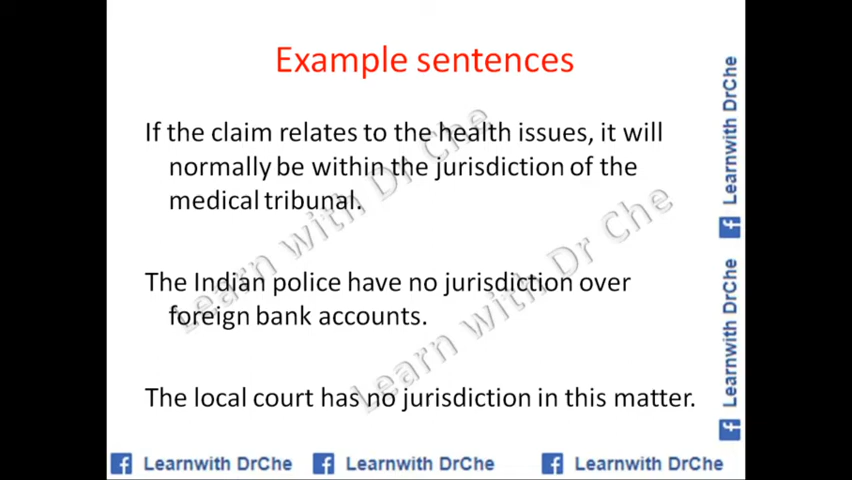 Example sentences
If the claim relates to the health issues, it will
normally be within the jurisdiction of the
medical tribunal.
The Indian police have no jurisdiction over
foreign bank accounts.
The local court has no jurisdiction in this matter.
Learn with Dr Che
Learn with Dr Che
Learnwith DrChe
Learnwith DrChe
Learnwith DrChe Learnwith DrChe Learnwith DrChe